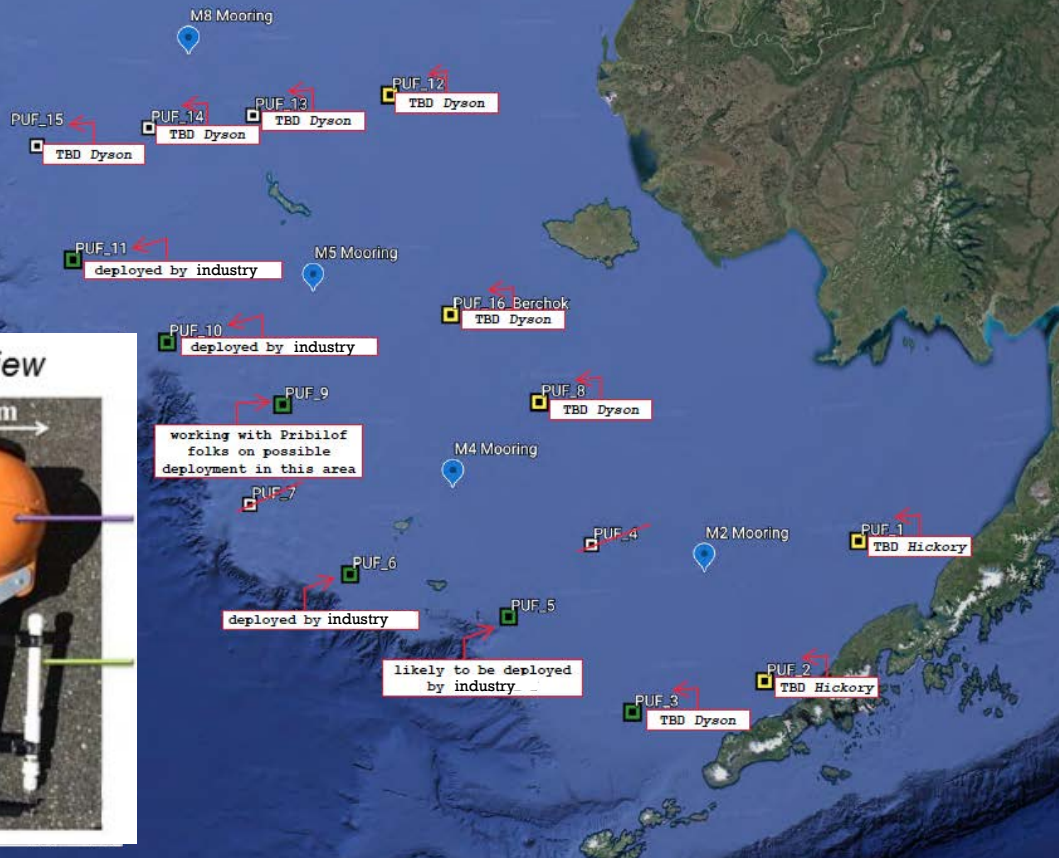 M8 Mooring
PUF_12
TBD Dyson
PUF_13
TBD Dyson
PUF_14
TBD Dyson
PUF_15
TBD Dyson
PUF_11
deployed by industry
M5 Mooring
PUF_16_Berchok
TBD Dyson
PUF_10
deployed by industry
PUF_9
working with Pribilof
folks on possible
deployment in this area
PUF_8
TBD Dyson
M4 Mooring
PUF_7
PUF_4
M2 Mooring
PUF_1
TBD Hickory
PUF_6
deployed by industry
PUF_5
likely to be deployed
by industry
PUF_2
TBD Hickory
PUF_3
TBD Dyson
iew
m